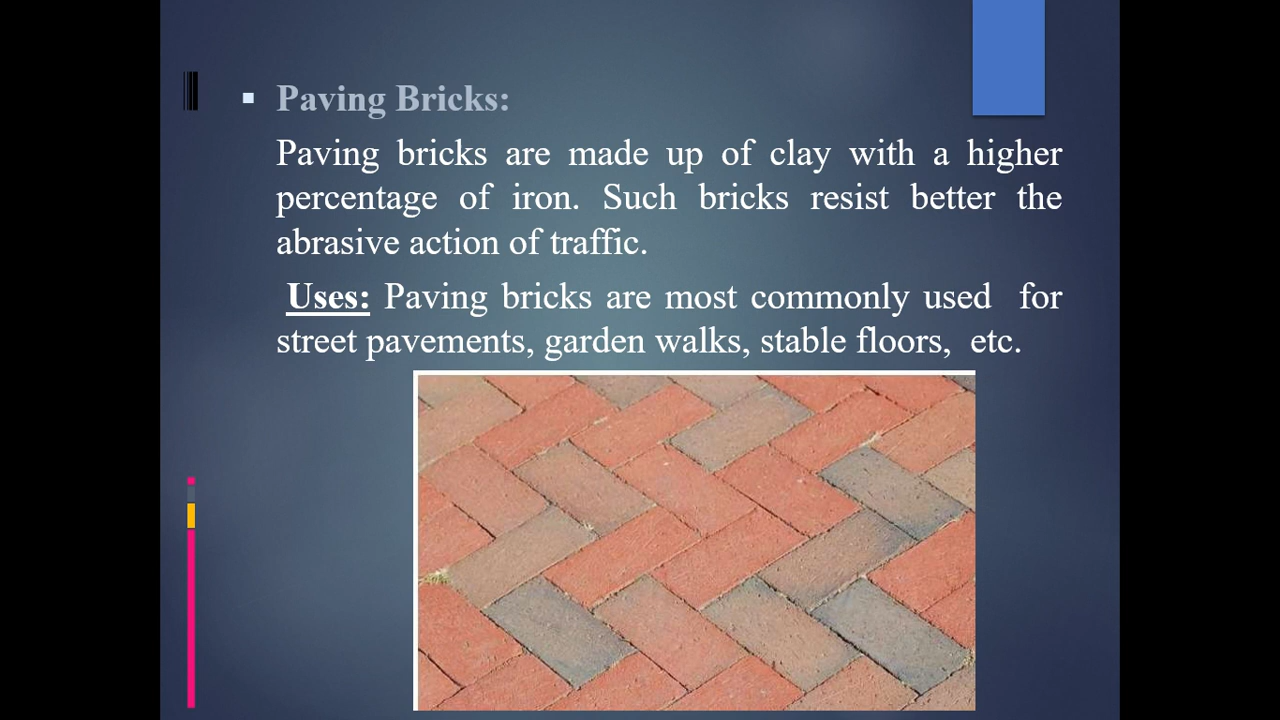 Paving Bricks:
Paving bricks are made up of clay with a higher
percentage of iron. Such bricks resist better the
abrasive action of traffic.
Uses: Paving bricks are most commonly used for
street pavements, garden walks, stable floors, etc.